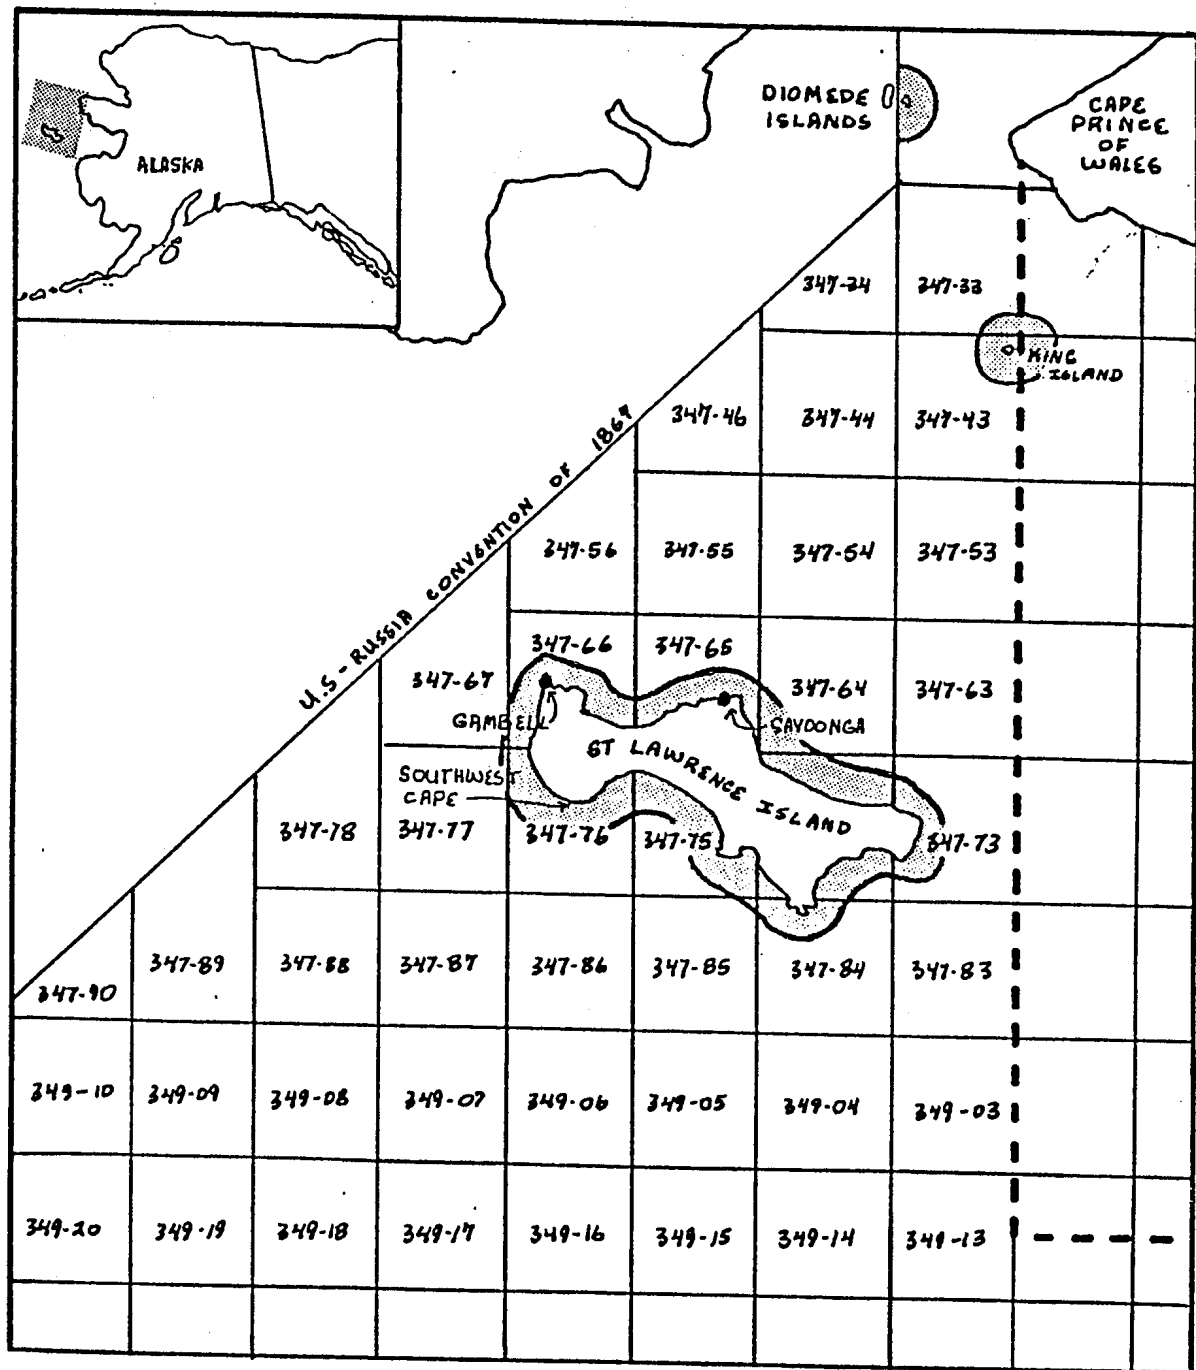 ALASKA
DIOMEDE
ISLANDS
CAPE
PRINCE
OF
WALES
347-34
347-33
KING
ISLAND
347-46
347-44
347-43
U.S-RUSSIA CONVENTION OF 1867
347-56
347-55
347-54
347-53
347-66
347-65
347-67
347-64
347-63
GAMBELL
SAVOONGA
ST LAWRENCE ISLAND
SOUTHWEST
CAPE
347-78
347-77
347-76
347-75
347-73
347-90
347-89
347-88
347-87
347-86
347-85
347-84
347-83
349-10
349-09
349-08
349-07
349-06
349-05
349-04
349-03
349-20
349-19
349-18
349-17
349-16
349-15
349-14
349-13